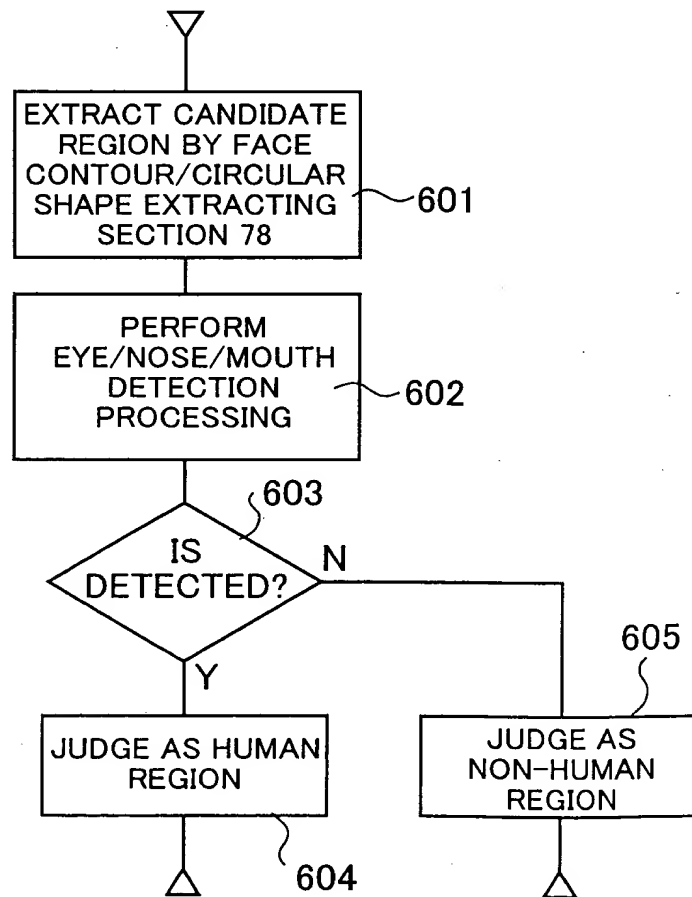 EXTRACT CANDIDATE
REGION BY FACE
CONTOUR/CIRCULAR
SHAPE EXTRACTING
SECTION 78
601
PERFORM
EYE/NOSE/MOUTH
DETECTION
PROCESSING
602
603
IS
DETECTED?
N
Y
605
JUDGE AS HUMAN
REGION
604
JUDGE AS
NON-HUMAN
REGION